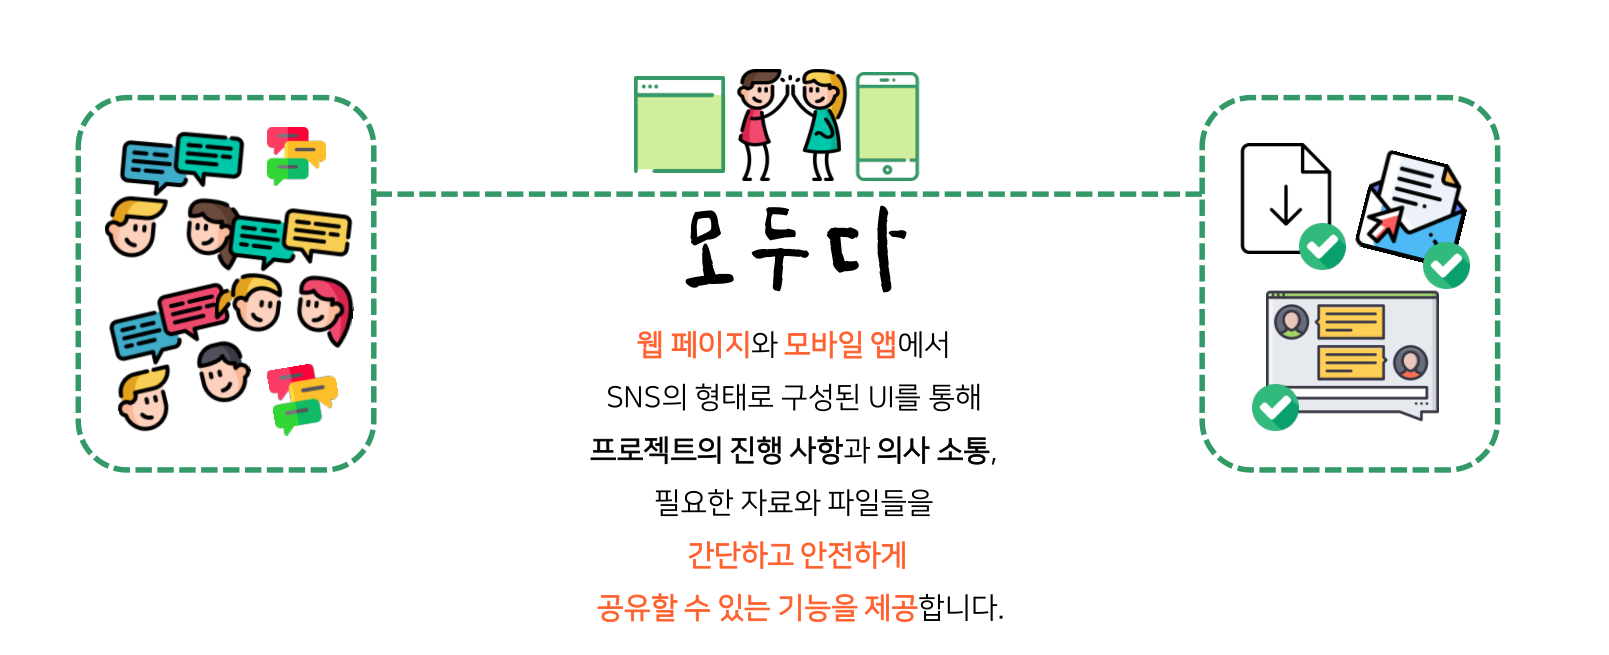 모두다
웹 페이지와 모바일 앱에서
SNS의 형태로 구성된 UI를 통해
프로젝트의 진행 사항과 의사 소통,
필요한 자료와 파일들을
간단하고 안전하게
공유할 수 있는 기능을 제공합니다.